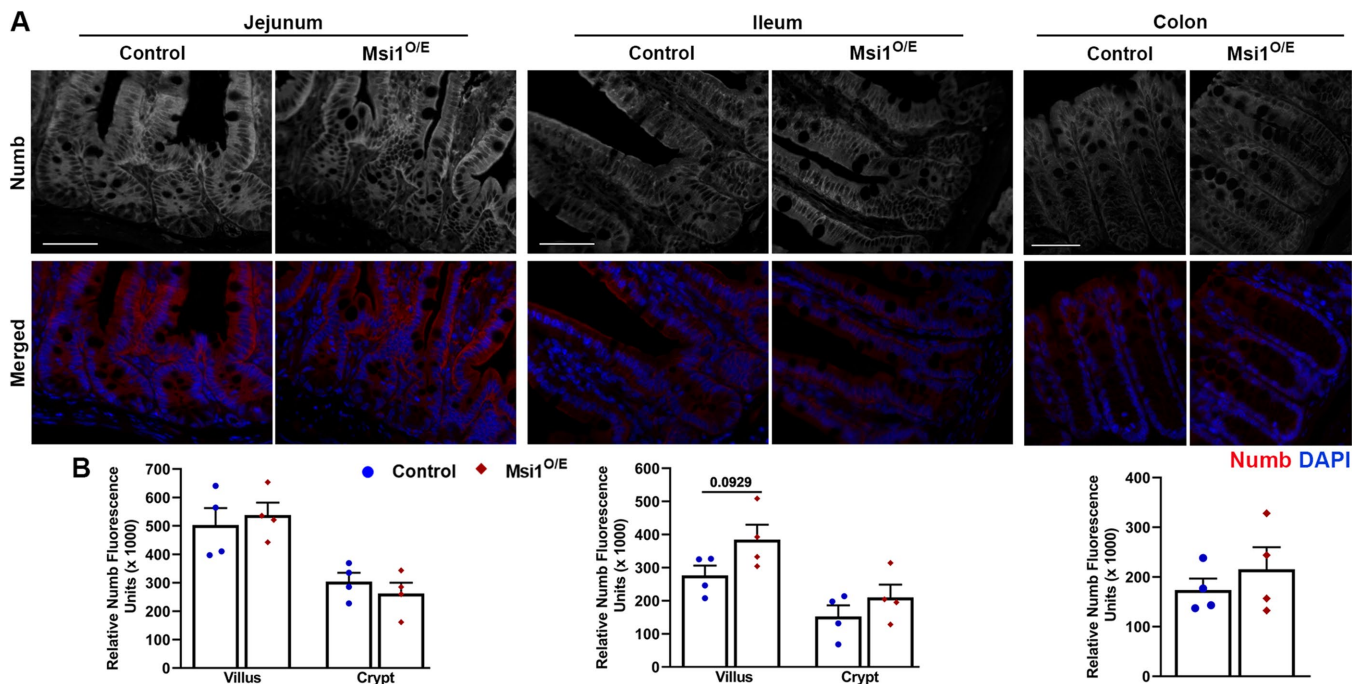 A
Jejunum
Ileum
Colon
Control
Msi1O/E
Control
Msi1O/E
Control
Msi1O/E
Numb
Merged
Numb DAPI
B
Control
Msi1O/E
Relative Numb Fluorescence
Units (x 1000)
700
600
500
400
300
200
100
0
Villus
Crypt
Relative Numb Fluorescence
Units (x 1000)
600
500
400
300
200
100
0
0.0929
Villus
Crypt
Relative Numb Fluorescence
Units (x 1000)
400
300
200
100
0